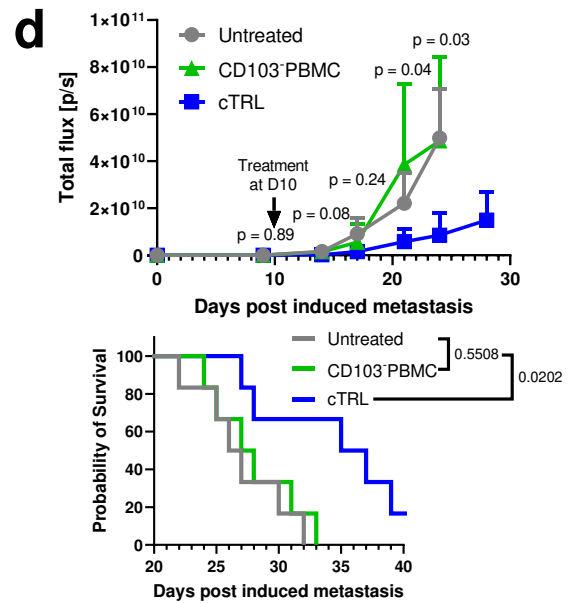 d
Total flux [p/s]
1×10¹¹
8×10¹⁰
6×10¹⁰
4×10¹⁰
2×10¹⁰
0
Untreated
CD103⁻PBMC
cTRL
Treatment
at D10
p = 0.89
p = 0.08
p = 0.24
p = 0.04
p = 0.03
0 10 20 30
Days post induced metastasis
Untreated
CD103⁻PBMC
cTRL
0.5508
0.0202
Probability of Survival
100
80
60
40
20
0
20 25 30 35 40
Days post induced metastasis